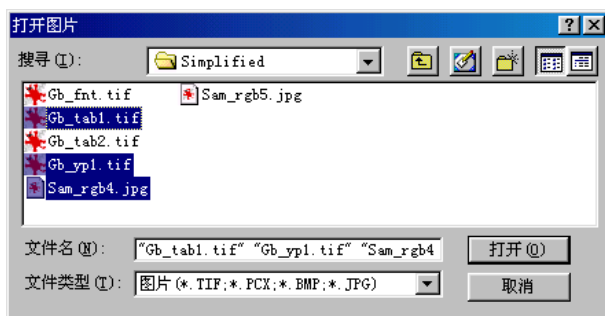 打开图片
搜寻(I):
Simplified
Gb_fnt.tif
Gb_tab1.tif
Gb_tab2.tif
Gb_yp1.tif
Sam_rgb4.jpg
Sam_rgb5.jpg
文件名(N):
"Gb_tab1.tif" "Gb_yp1.tif" "Sam_rgb4
打开(O)
文件类型(T):
图片(*.TIF;*.PCX;*.BMP;*.JPG)
取消